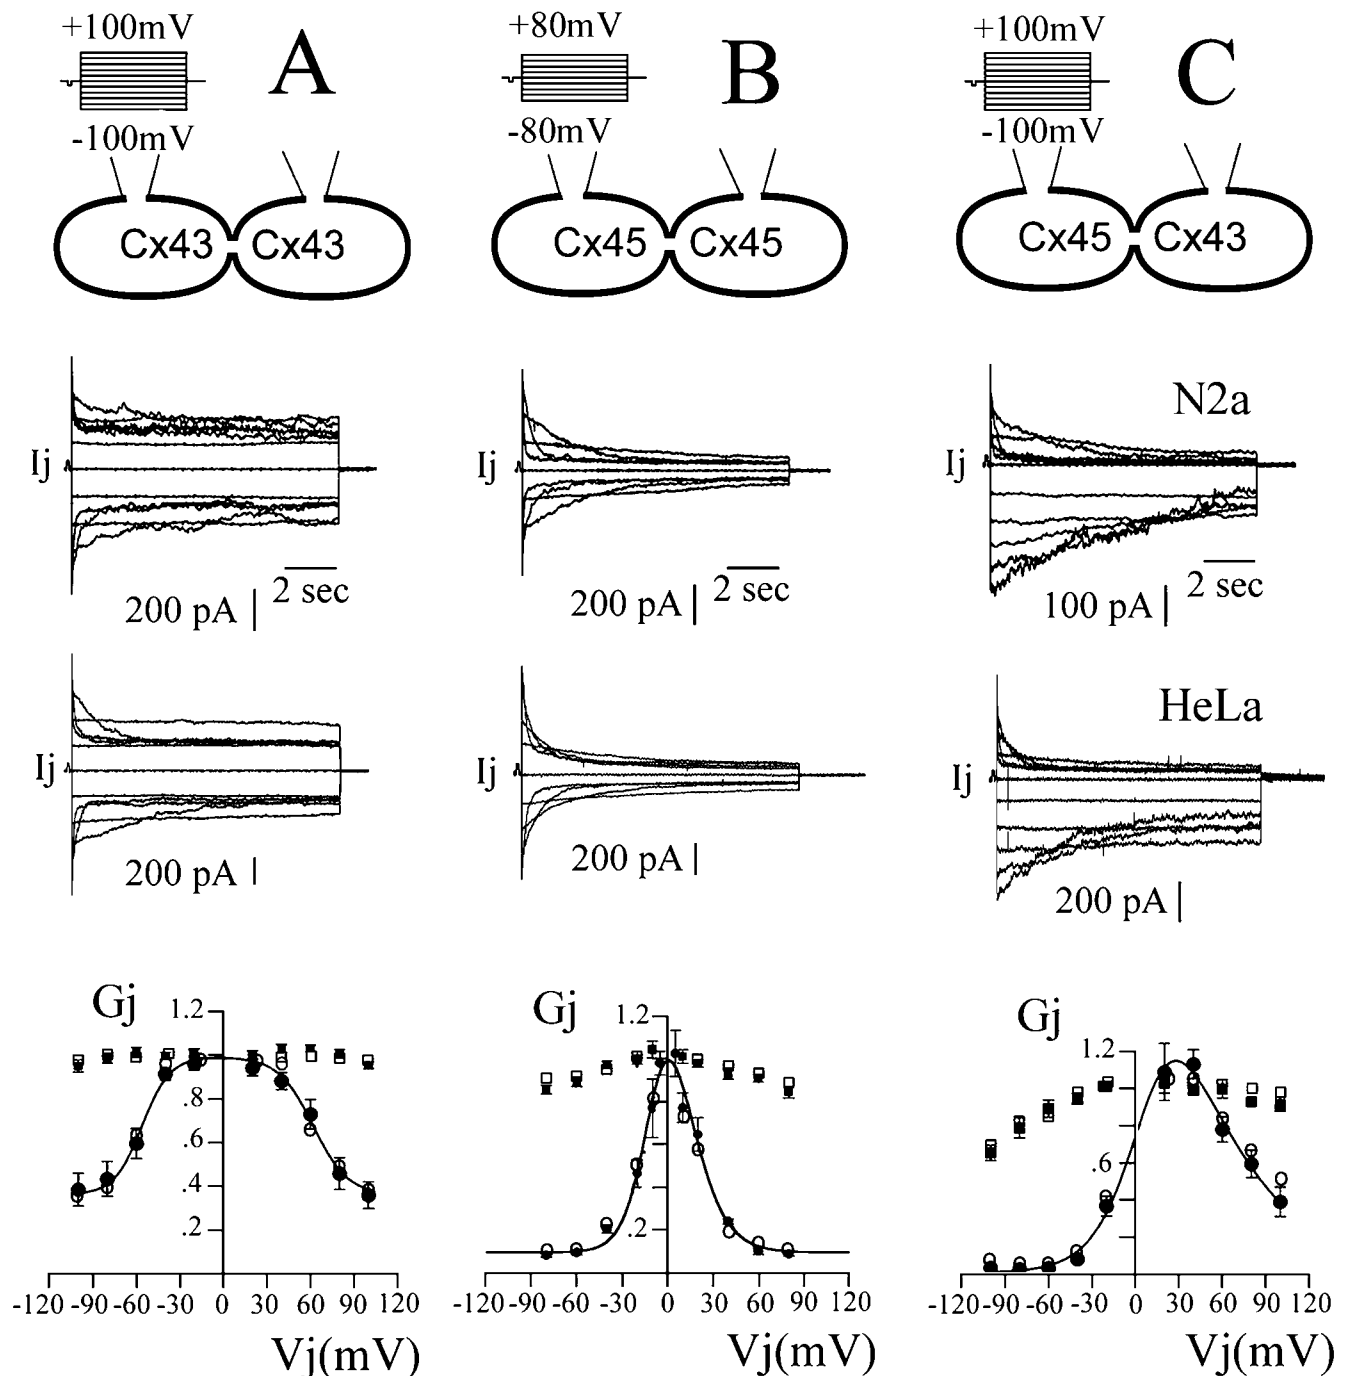 +100mV
A
-100mV
Cx43 Cx43
+80mV
B
-80mV
Cx45 Cx45
+100mV
C
-100mV
Cx45 Cx43
Ij
200 pA
2 sec
Ij
200 pA
2 sec
N2a
Ij
100 pA
2 sec
Ij
200 pA
Ij
200 pA
HeLa
Ij
200 pA
Gj
1.2
.8
.6
.4
.2
-120 -90 -60 -30 0 30 60 90 120
Vj(mV)
Gj
1.2
.2
-120 -90 -60 -30 0 30 60 90 120
Vj(mV)
Gj
1.2
.6
-120 -90 -60 -30 0 30 60 90 120
Vj(mV)